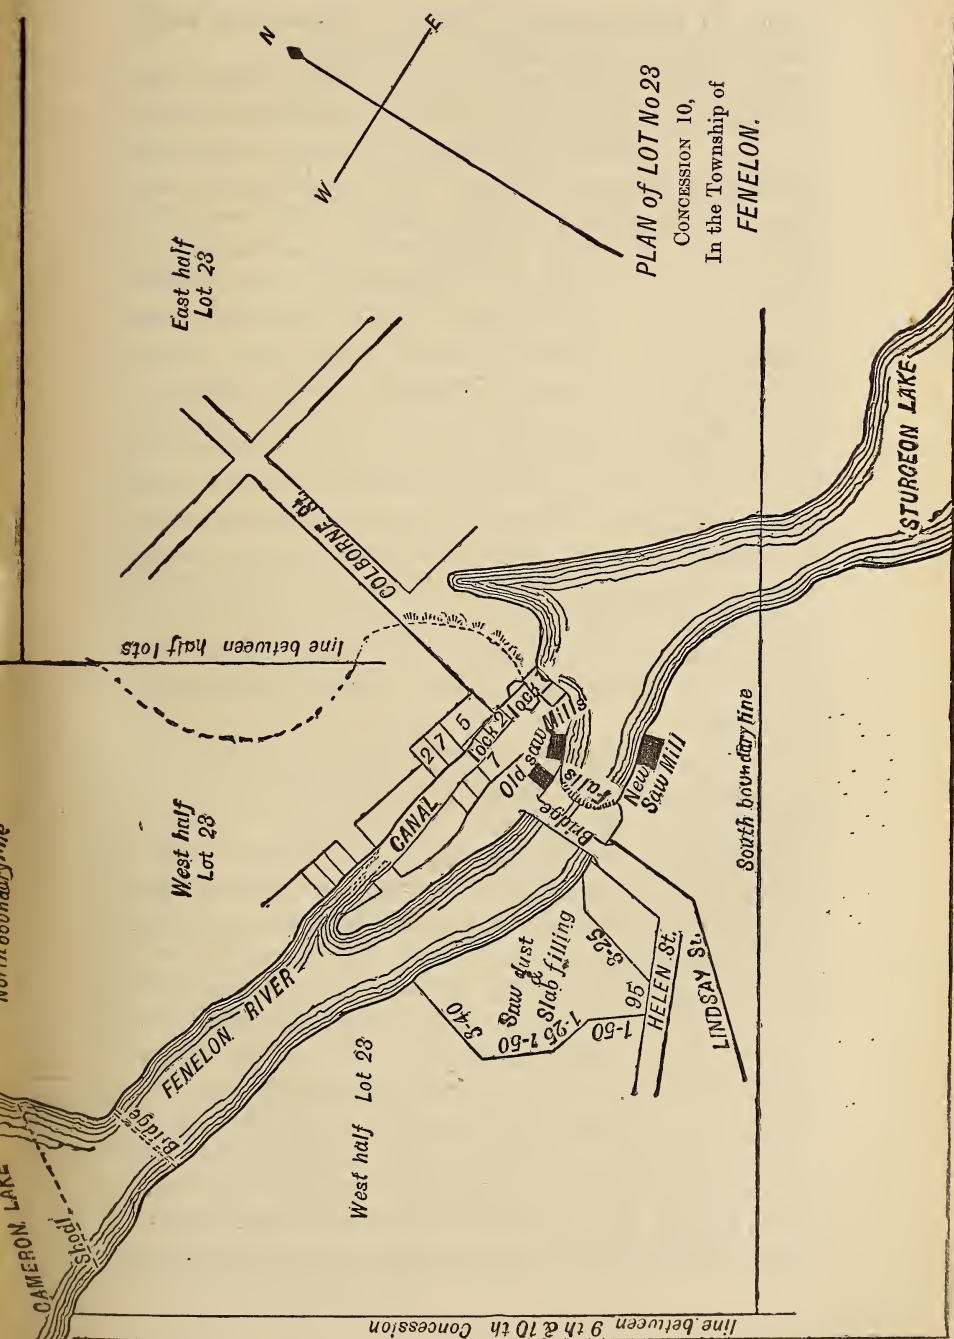 PLAN of LOT No 23
CONCESSION 10,
In the Township of
FENELON.
N
E
W
East half
Lot 23
COLBORNE St.
line between half lots
West half
Lot 23
2
7
5
lock 2
lock 1
7
CANAL
Old saw Mills
falls
New
Saw Mill
Bridge
STURGEON LAKE
South boundary line
FENELON RIVER
Bridge
CAMERON LAKE
Shoal
North boundary line
Saw dust
&
Slab filling
3-40
1-50
1-25
1-50
95
3-25
HELEN St.
LINDSAY St.
West half Lot 23
line between 9th & 10th Concession